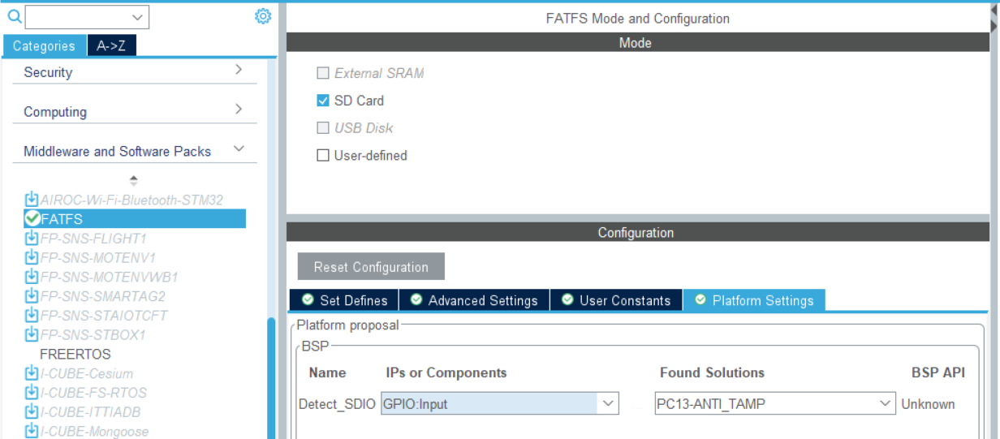 Categories A->Z
Security
Computing
Middleware and Software Packs
AIROC-Wi-Fi-Bluetooth-STM32
FATFS
FP-SNS-FLIGHT1
FP-SNS-MOTENV1
FP-SNS-MOTENVWB1
FP-SNS-SMARTAG2
FP-SNS-STAIOTCFT
FP-SNS-STBOX1
FREERTOS
I-CUBE-Cesium
I-CUBE-FS-RTOS
I-CUBE-ITTIADB
I-CUBE-Mongoose
FATFS Mode and Configuration
Mode
External SRAM
SD Card
USB Disk
User-defined
Configuration
Reset Configuration
Set Defines Advanced Settings User Constants Platform Settings
Platform proposal
BSP
Name IPs or Components Found Solutions BSP API
Detect_SDIO GPIO:Input PC13-ANTI_TAMP Unknown